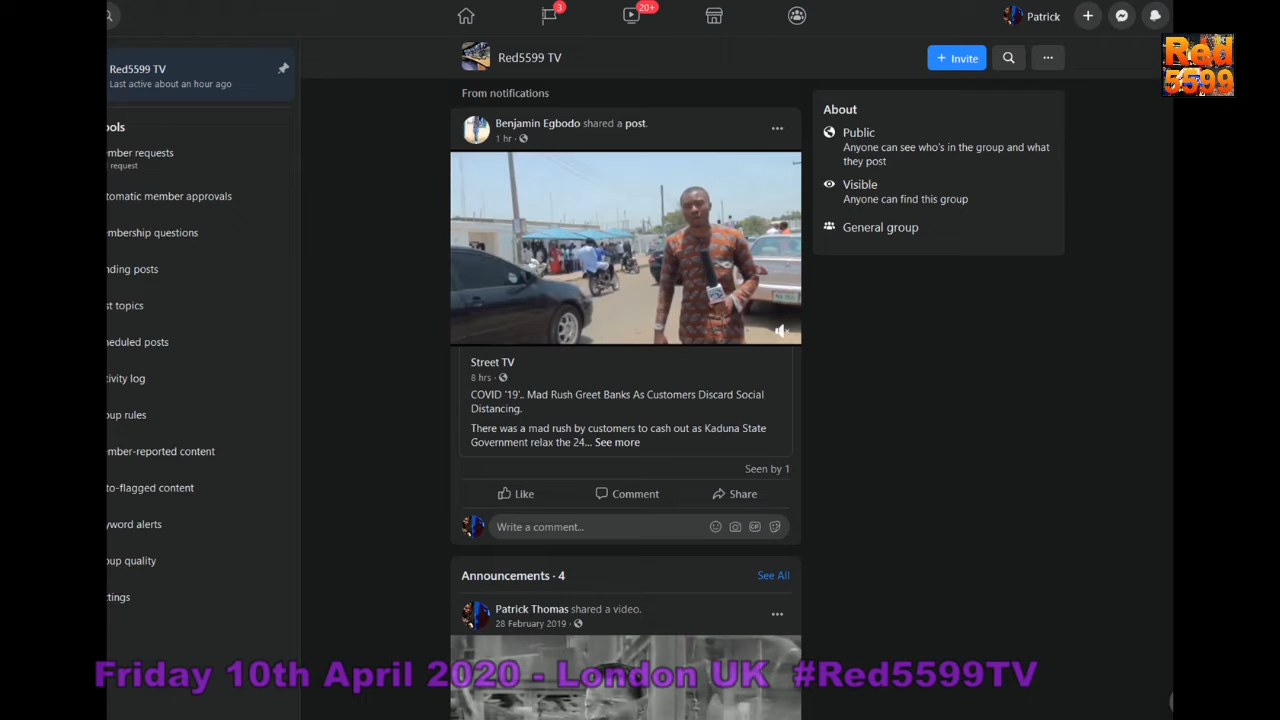 3
20+
Patrick
Red5599 TV
Last active about an hour ago
ools
mber requests
request
tomatic member approvals
mbership questions
nding posts
t topics
neduled posts
tivity log
oup rules
mber-reported content
to-flagged content
yword alerts
oup quality
ttings
Red5599 TV
+ Invite
From notifications
Benjamin Egbodo shared a post.
1 hr ·
Street TV
8 hrs ·
COVID '19'.. Mad Rush Greet Banks As Customers Discard Social
Distancing.
There was a mad rush by customers to cash out as Kaduna State
Government relax the 24... See more
Seen by 1
Like
Comment
Share
Write a comment...
GIF
Announcements · 4
See All
Patrick Thomas shared a video.
28 February 2019 ·
About
Public
Anyone can see who's in the group and what
they post
Visible
Anyone can find this group
General group
Red
5599
Friday 10th April 2020 - London UK #Red5599TV